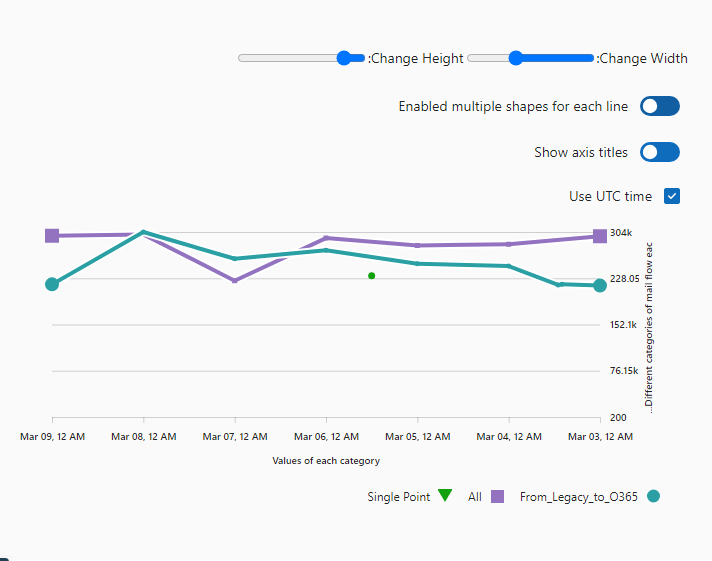 :Change Height
:Change Width
Enabled multiple shapes for each line
Show axis titles
Use UTC time
304k
228.05
152.1k
76.15k
200
...Different categories of mail flow eac
Mar 09, 12 AM
Mar 08, 12 AM
Mar 07, 12 AM
Mar 06, 12 AM
Mar 05, 12 AM
Mar 04, 12 AM
Mar 03, 12 AM
Values of each category
Single Point
All
From_Legacy_to_O365